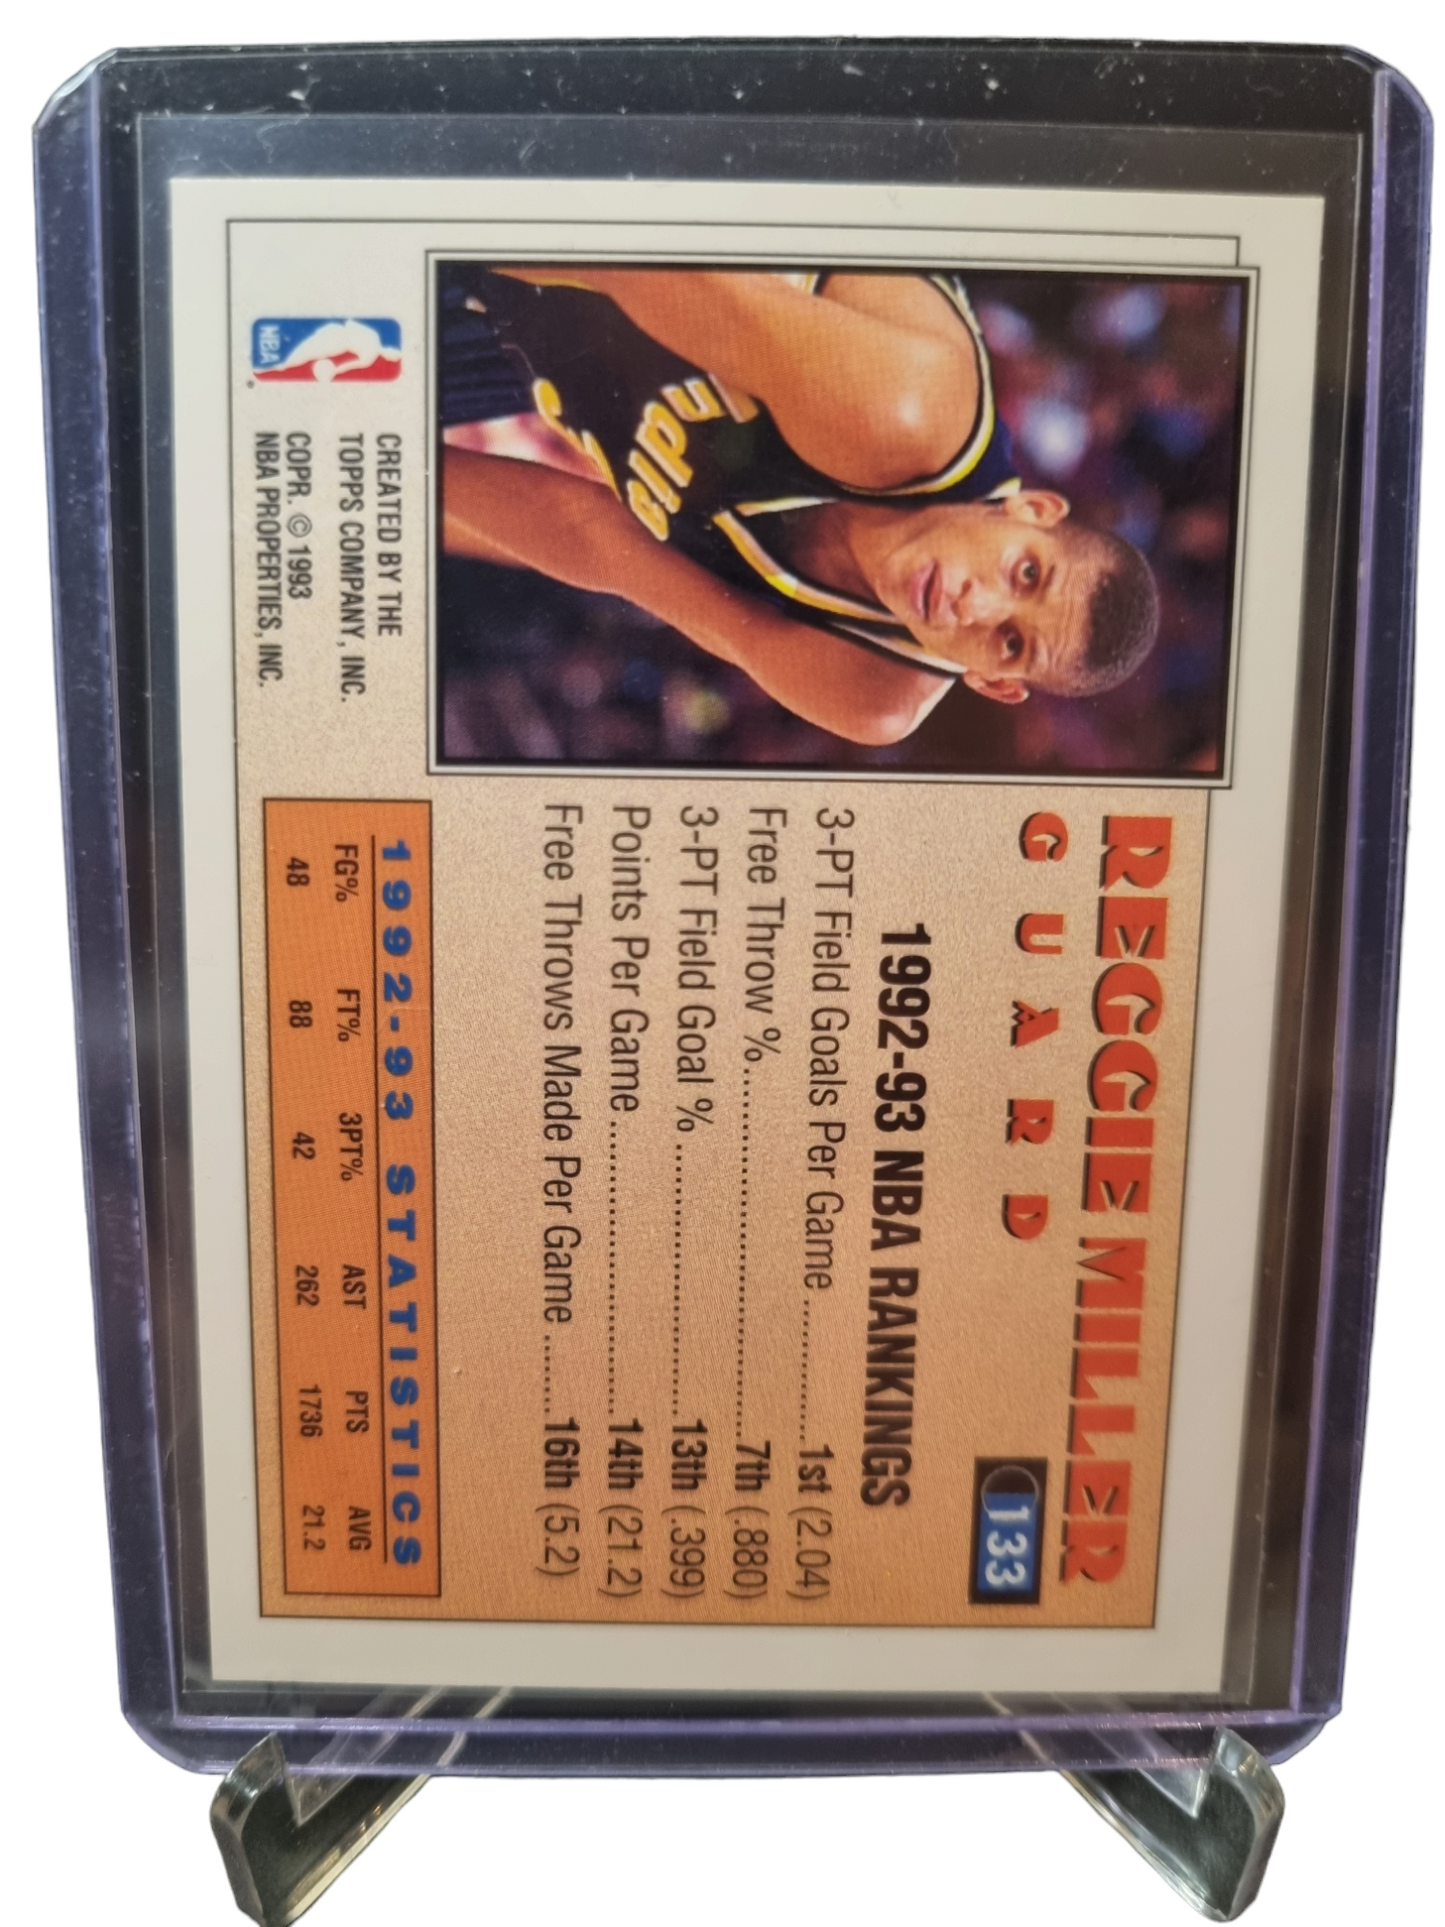 REGGIE MILLER
GUARD
133
1992-93 NBA RANKINGS
3-PT Field Goals Per Game ............1st (2.04)
Free Throw %................................7th (.880)
3-PT Field Goal % .......................13th (.399)
Points Per Game .........................14th (21.2)
Free Throws Made Per Game .......16th (5.2)
ndia
31
NBA
CREATED BY THE
TOPPS COMPANY, INC.
COPR. © 1993
NBA PROPERTIES, INC.
1992-93 STATISTICS
FG% FT% 3PT% AST PTS AVG
48 88 42 262 1736 21.2